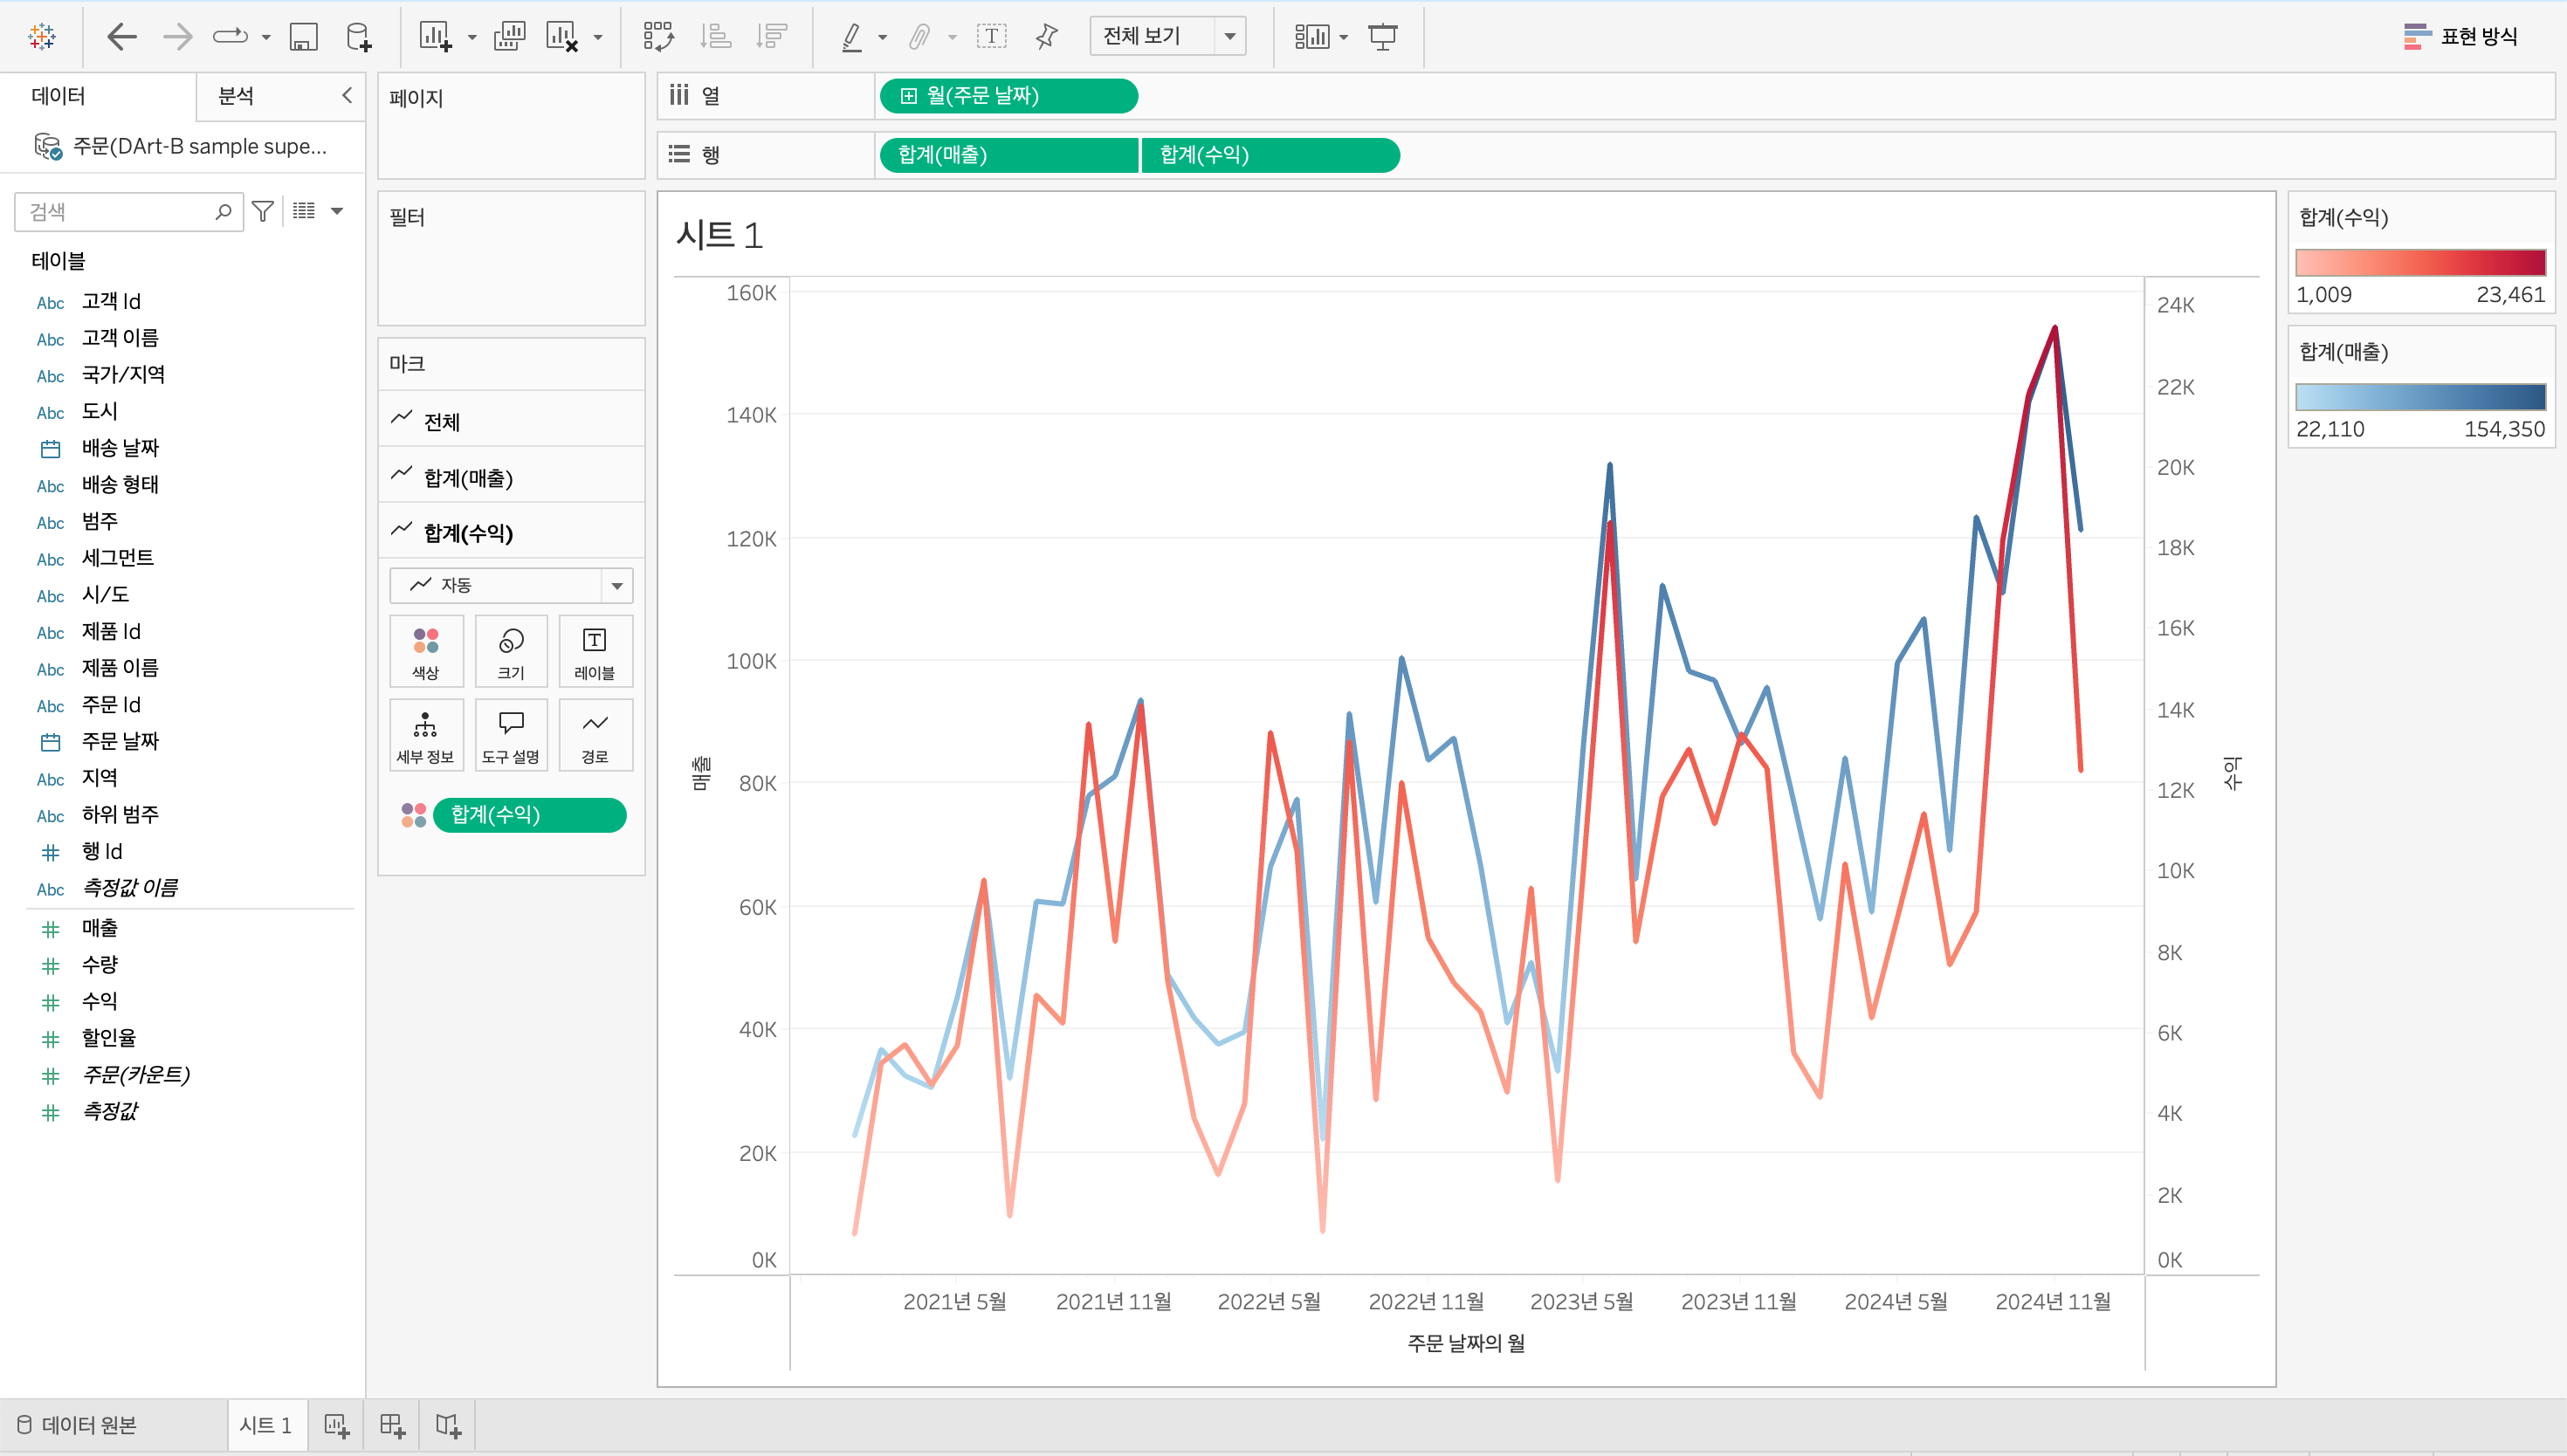 전체 보기
표현 방식
데이터
분석
주문(DArt-B sample supe...
검색
테이블
Abc 고객 Id
Abc 고객 이름
Abc 국가/지역
Abc 도시
배송 날짜
Abc 배송 형태
Abc 범주
Abc 세그먼트
Abc 시/도
Abc 제품 Id
Abc 제품 이름
Abc 주문 Id
주문 날짜
Abc 지역
Abc 하위 범주
# 행 Id
Abc 측정값 이름
# 매출
# 수량
# 수익
# 할인율
# 주문(카운트)
# 측정값
페이지
필터
마크
전체
합계(매출)
합계(수익)
자동
색상
크기
T
레이블
세부 정보
도구 설명
경로
합계(수익)
열
월(주문 날짜)
행
합계(매출)
합계(수익)
시트 1
160K
140K
120K
100K
80K
60K
40K
20K
0K
매출
24K
22K
20K
18K
16K
14K
12K
10K
8K
6K
4K
2K
0K
수익
2021년 5월
2021년 11월
2022년 5월
2022년 11월
2023년 5월
2023년 11월
2024년 5월
2024년 11월
주문 날짜의 월
합계(수익)
1,009
23,461
합계(매출)
22,110
154,350
데이터 원본
시트 1